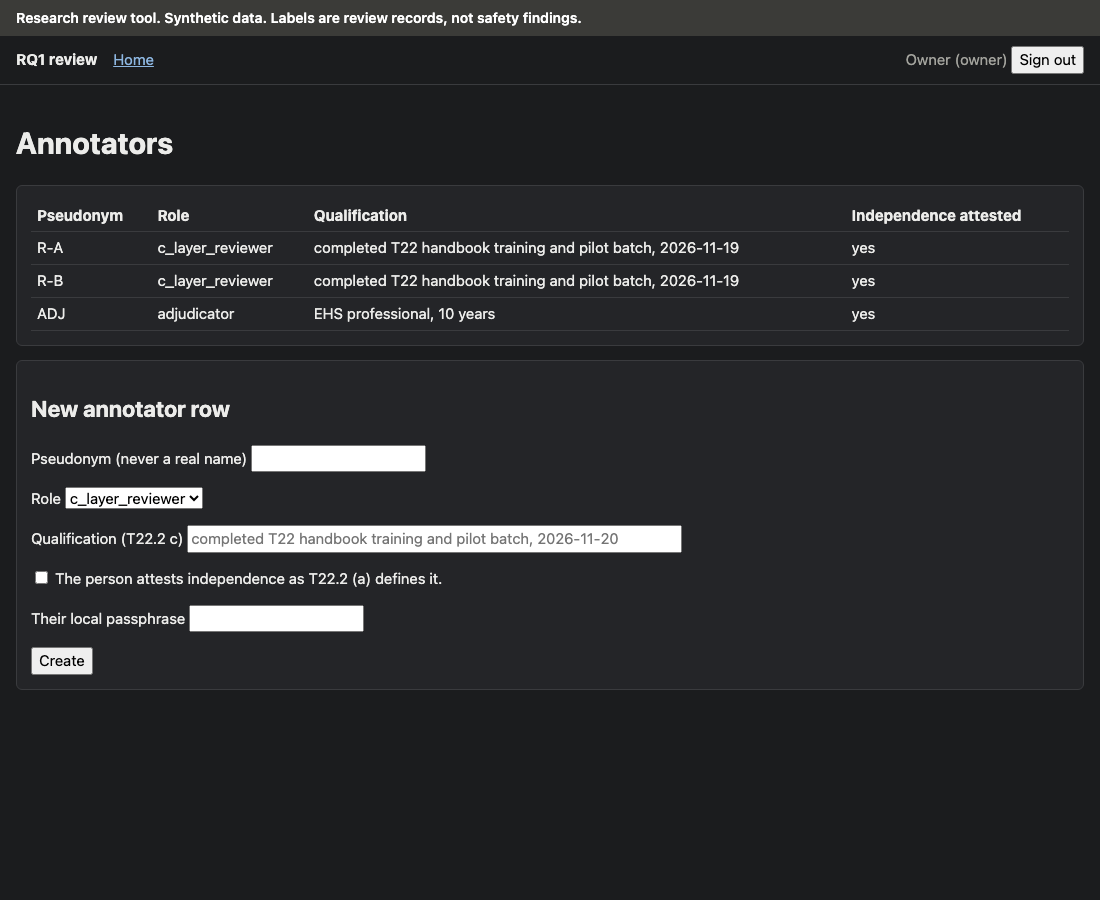 Research review tool. Synthetic data. Labels are review records, not safety findings.
RQ1 review Home Owner (owner) Sign out
Annotators
Pseudonym Role Qualification Independence attested
R-A c_layer_reviewer completed T22 handbook training and pilot batch, 2026-11-19 yes
R-B c_layer_reviewer completed T22 handbook training and pilot batch, 2026-11-19 yes
ADJ adjudicator EHS professional, 10 years yes
New annotator row
Pseudonym (never a real name)
Role c_layer_reviewer
Qualification (T22.2 c) completed T22 handbook training and pilot batch, 2026-11-20
The person attests independence as T22.2 (a) defines it.
Their local passphrase
Create